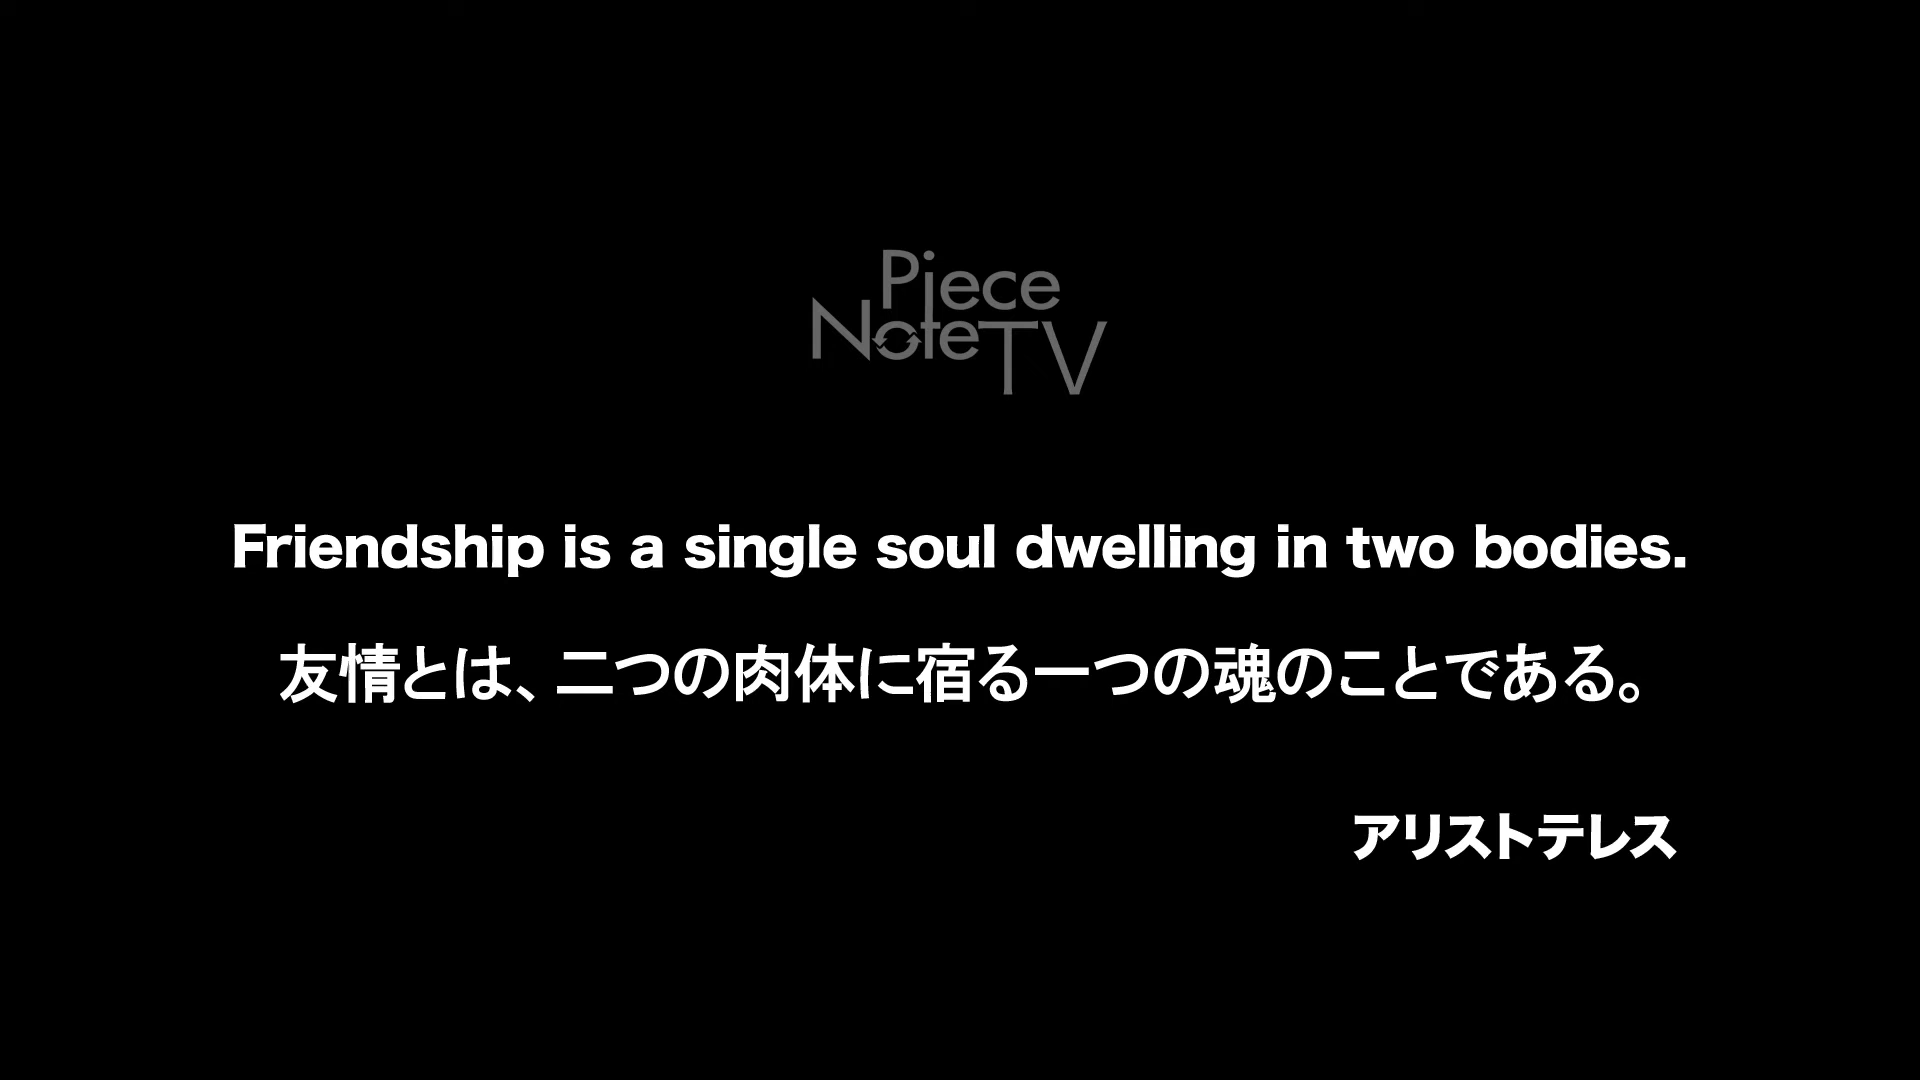 Piece
NoteTV
Friendship is a single soul dwelling in two bodies.
友情とは、二つの肉体に宿る一つの魂のことである。
アリストテレス